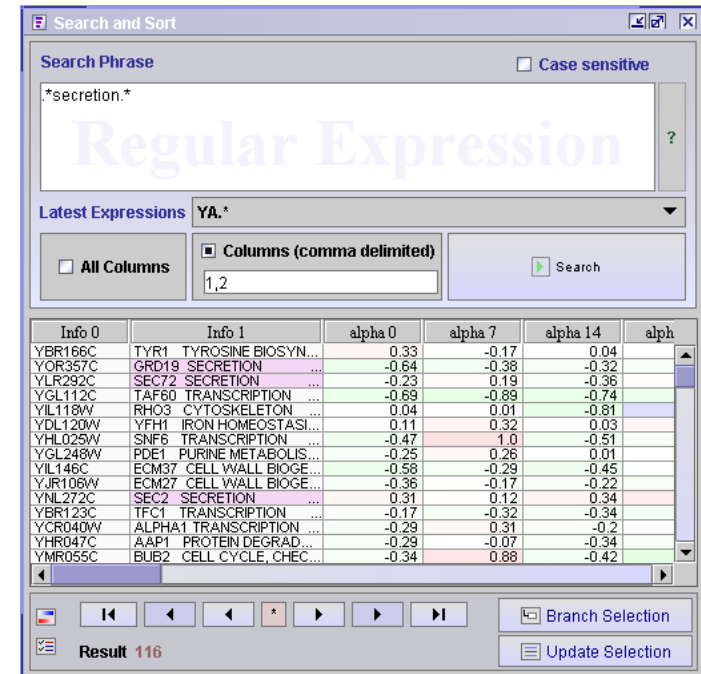 Search and Sort
Search Phrase Case sensitive
.*secretion.*
Regular Expression
?
Latest Expressions YA.*
All Columns Columns (comma delimited) Search
1,2
Info 0 Info 1 alpha 0 alpha 7 alpha 14 alph
YBR166C TYR1 TYROSINE BIOSYN... 0.33 -0.17 0.04
YOR357C GRD19 SECRETION ... -0.64 -0.38 -0.32
YLR292C SEC72 SECRETION ... -0.23 0.19 -0.36
YGL112C TAF60 TRANSCRIPTION ... -0.69 -0.89 -0.74
YIL118W RHO3 CYTOSKELETON ... 0.04 0.01 -0.81
YDL120W YFH1 IRON HOMEOSTASI... 0.11 0.32 0.03
YHL025W SNF6 TRANSCRIPTION ... -0.47 1.0 -0.51
YGL248W PDE1 PURINE METABOLIS... -0.25 0.26 0.01
YIL146C ECM37 CELL WALL BIOGE... -0.58 -0.29 -0.45
YJR106W ECM27 CELL WALL BIOGE... -0.36 -0.17 -0.22
YNL272C SEC2 SECRETION ... 0.31 0.12 0.34
YBR123C TFC1 TRANSCRIPTION ... -0.17 -0.32 -0.34
YCR040W ALPHA1 TRANSCRIPTION ... -0.29 0.31 -0.2
YHR047C AAP1 PROTEIN DEGRAD... -0.29 -0.07 -0.34
YMR055C BUB2 CELL CYCLE, CHEC... -0.34 0.88 -0.42
* Branch Selection
Result 116 Update Selection